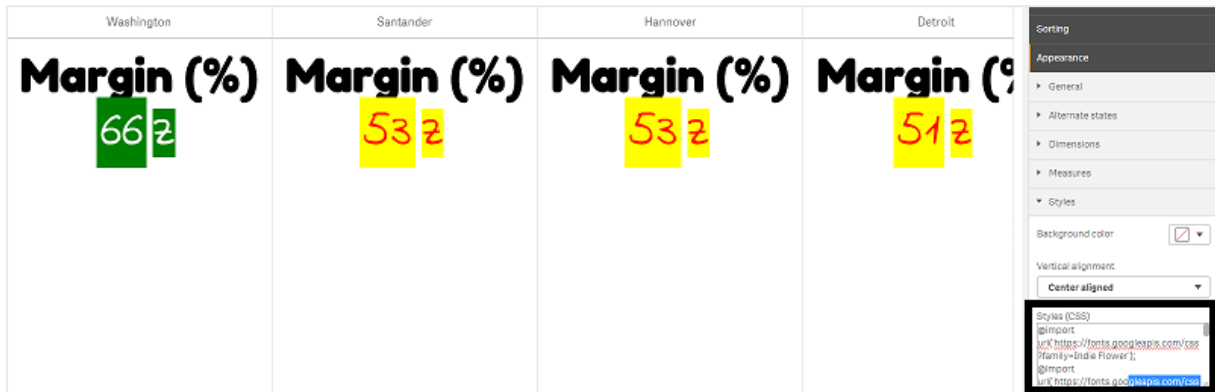 Washington Santander Hannover Detroit
Margin (%) Margin (%) Margin (%) Margin (%
66 z 53 z 53 z 51 z
Sorting
Appearance
General
Alternate states
Dimensions
Measures
Styles
Background color
Vertical alignment
Center aligned
Styles (CSS)
@import
url('https://fonts.googleapis.com/css
?family=Indie Flower');
@import
url('https://fonts.googleapis.com/css